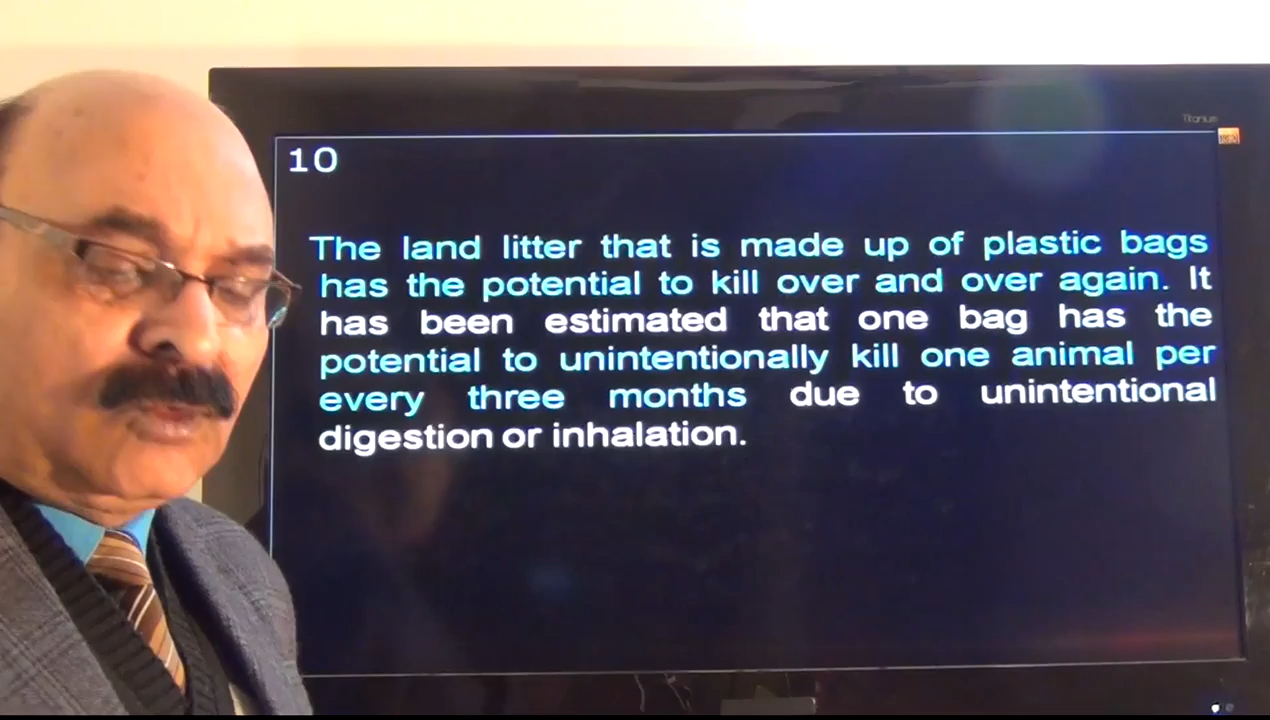 Titanium
10
The land litter that is made up of plastic bags
has the potential to kill over and over again. It
has been estimated that one bag has the
potential to unintentionally kill one animal per
every three months due to unintentional
digestion or inhalation.